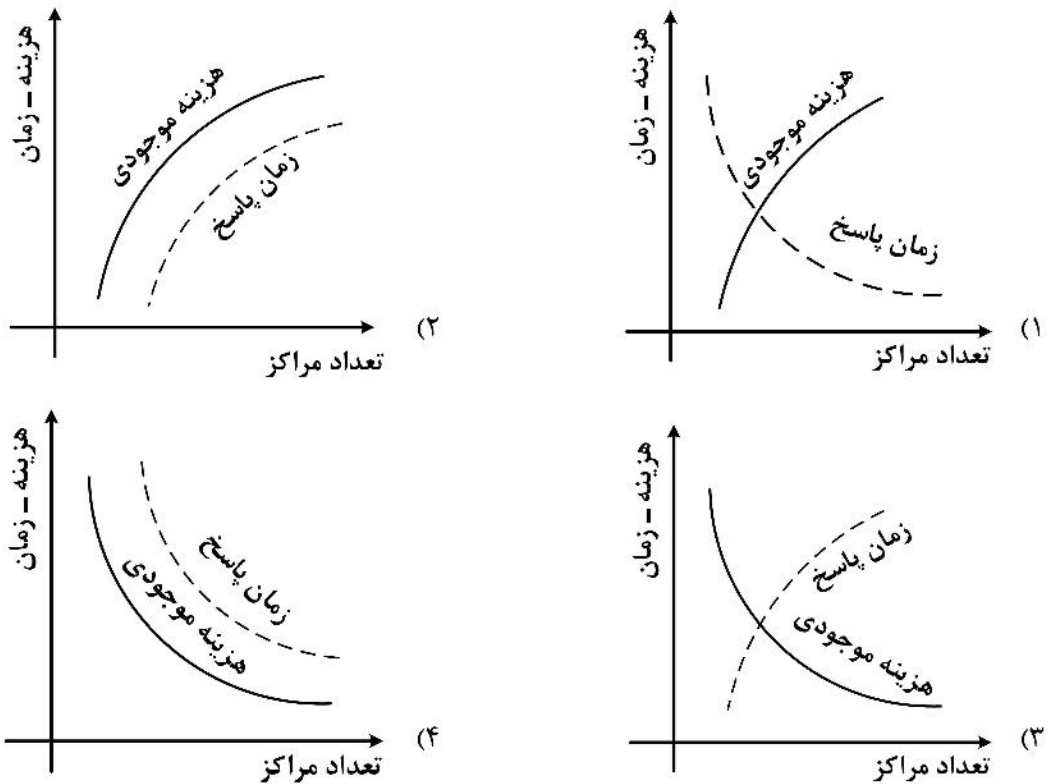 هزینه – زمان
هزینه موجودی
زمان پاسخ
تعداد مراکز
۱)
هزینه – زمان
هزینه موجودی
زمان پاسخ
تعداد مراکز
۲)
هزینه – زمان
زمان پاسخ
هزینه موجودی
تعداد مراکز
۳)
هزینه – زمان
زمان پاسخ
هزینه موجودی
تعداد مراکز
۴)